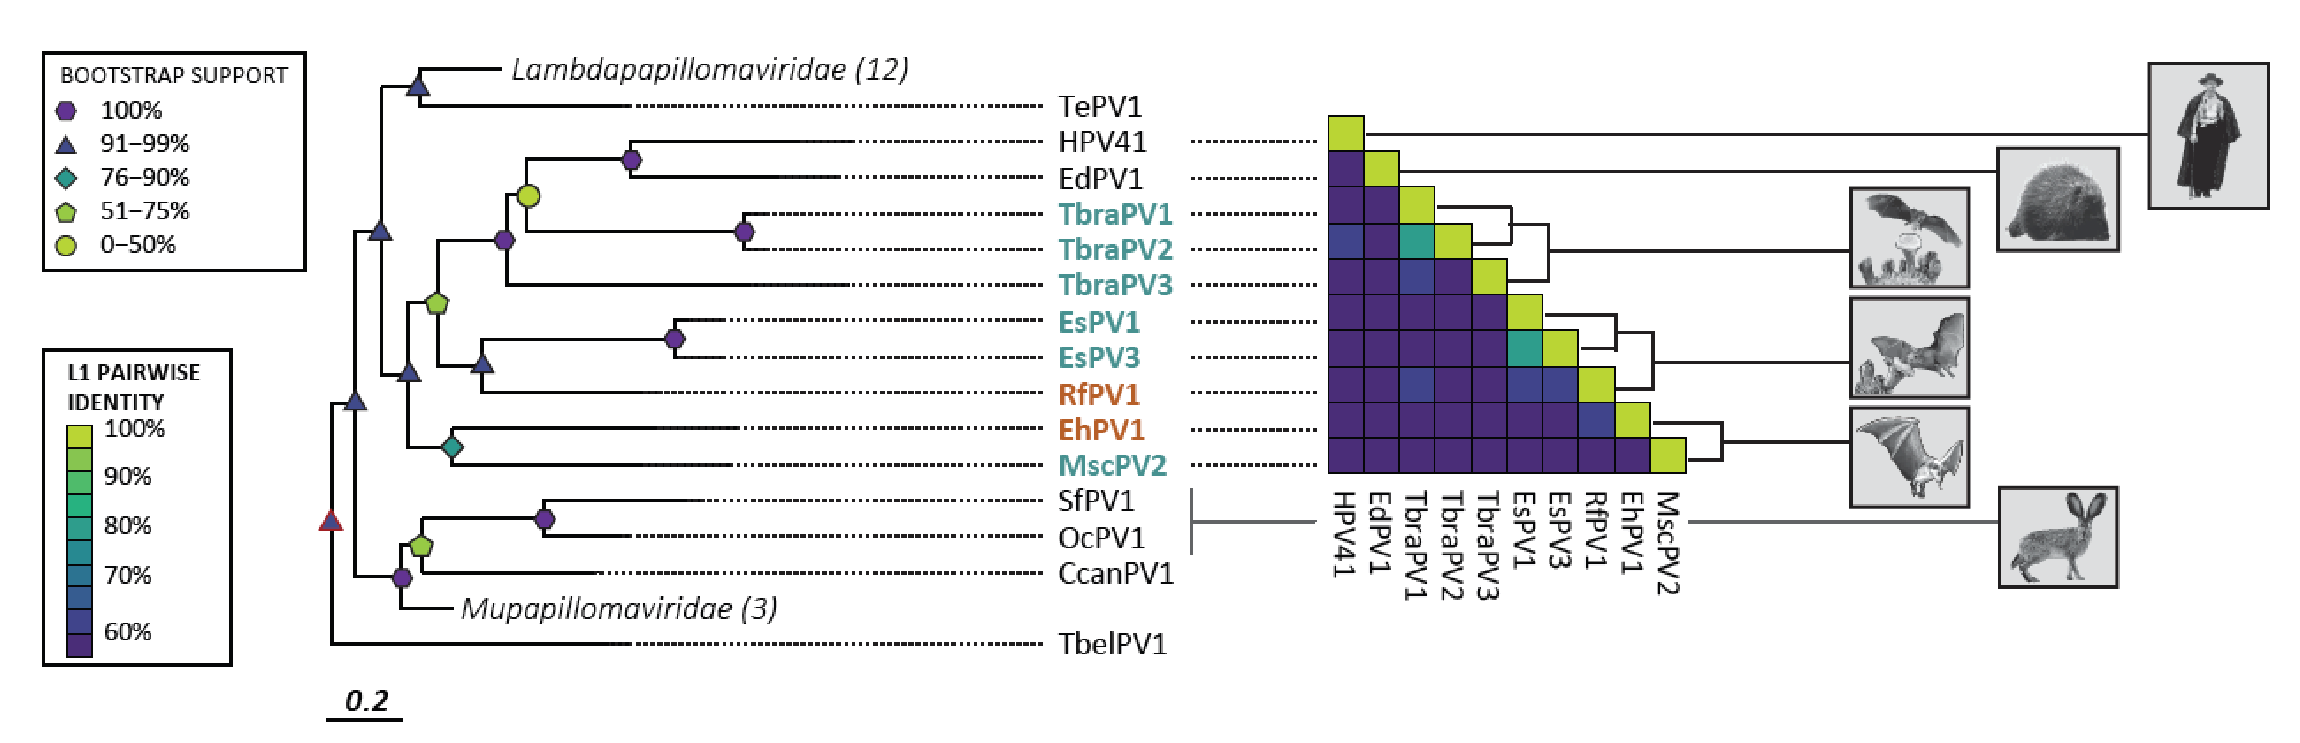 BOOTSTRAP SUPPORT
100%
91–99%
76–90%
51–75%
0–50%
L1 PAIRWISE
IDENTITY
100%
90%
80%
70%
60%
Lambdapapillomaviridae (12)
TePV1
HPV41
EdPV1
TbraPV1
TbraPV2
TbraPV3
EsPV1
EsPV3
RfPV1
EhPV1
MscPV2
SfPV1
OcPV1
CcanPV1
Mupapillomaviridae (3)
TbelPV1
0.2
HPV41
EdPV1
TbraPV1
TbraPV2
TbraPV3
EsPV1
EsPV3
RfPV1
EhPV1
MscPV2